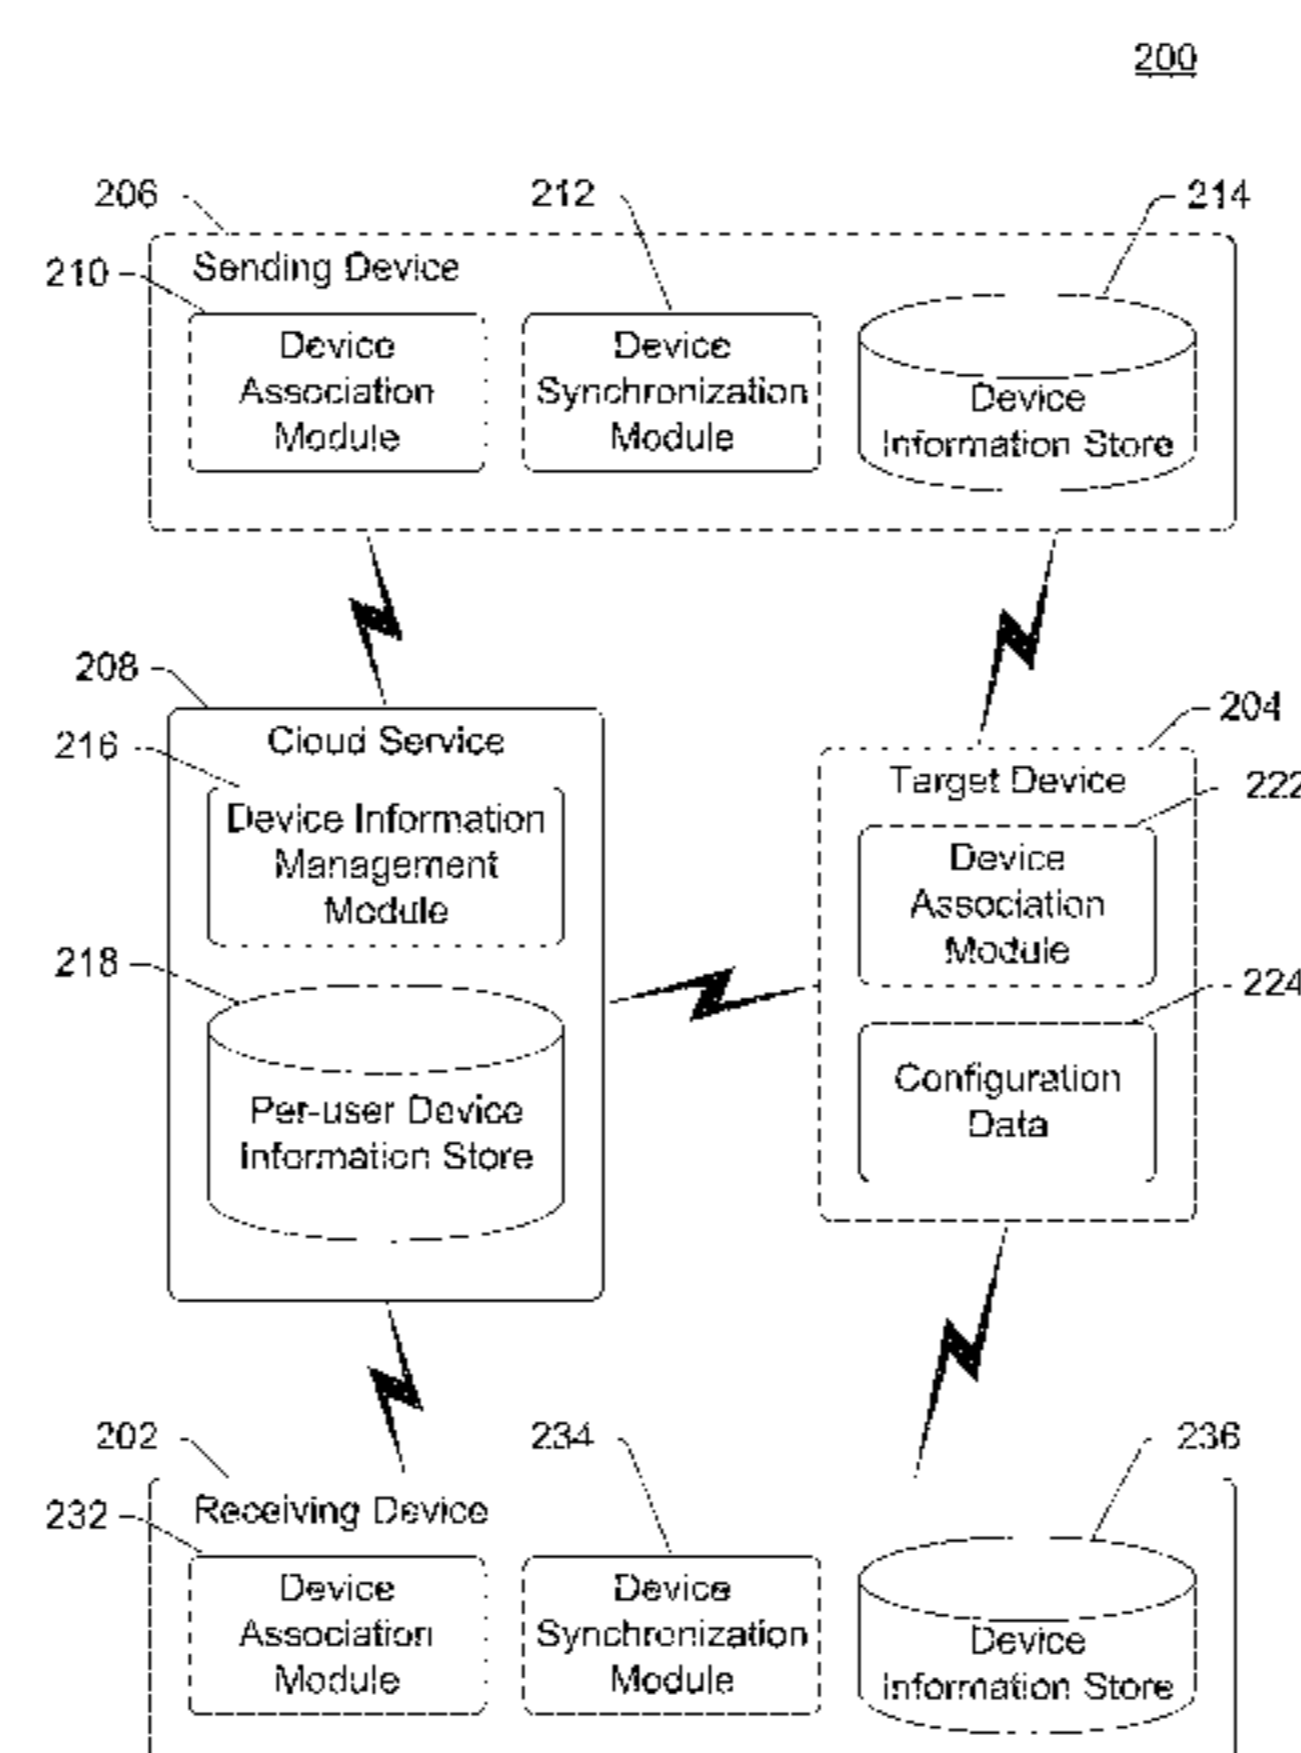 200
206
212
214
210
Sending Device
Device
Association
Module
Device
Synchronization
Module
Device
Information Store
208
Cloud Service
216
Device Information
Management
Module
218
Per-user Device
Information Store
204
Target Device
222
Device
Association
Module
224
Configuration
Data
202
234
236
232
Receiving Device
Device
Association
Module
Device
Synchronization
Module
Device
Information Store